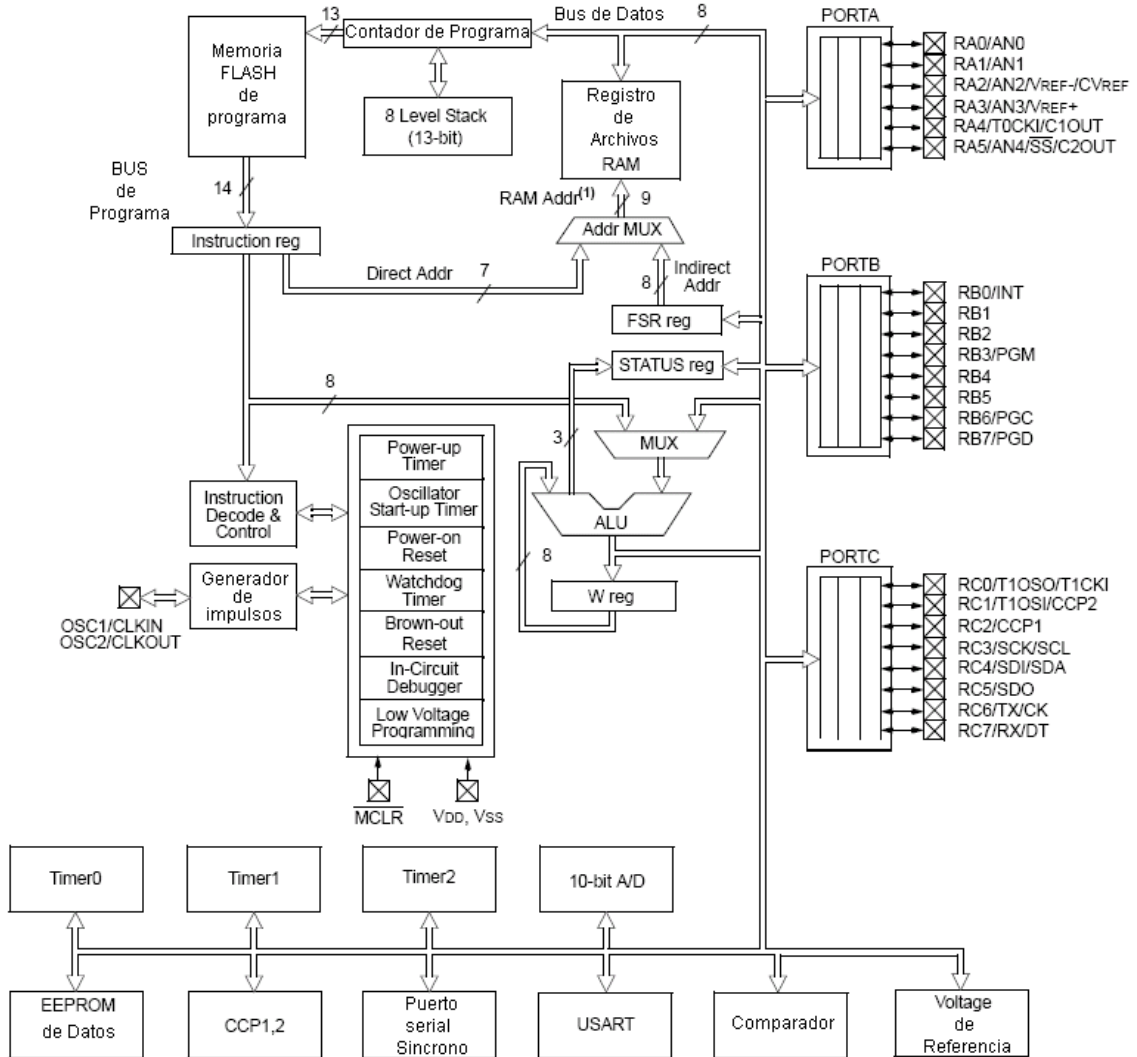 Memoria
FLASH
de
programa
13
Contador de Programa
Bus de Datos
8
8 Level Stack
(13-bit)
Registro
de
Archivos
RAM
BUS
de
Programa
14
RAM Addr(1)
9
Addr MUX
Instruction reg
Direct Addr
7
8
Indirect
Addr
FSR reg
STATUS reg
8
3
MUX
ALU
8
W reg
Power-up
Timer
Oscillator
Start-up Timer
Power-on
Reset
Watchdog
Timer
Brown-out
Reset
In-Circuit
Debugger
Low Voltage
Programming
Instruction
Decode &
Control
Generador
de
impulsos
OSC1/CLKIN
OSC2/CLKOUT
MCLR
VDD, VSS
PORTA
RA0/AN0
RA1/AN1
RA2/AN2/VREF-/CVREF
RA3/AN3/VREF+
RA4/T0CKI/C1OUT
RA5/AN4/SS/C2OUT
PORTB
RB0/INT
RB1
RB2
RB3/PGM
RB4
RB5
RB6/PGC
RB7/PGD
PORTC
RC0/T1OSO/T1CKI
RC1/T1OSI/CCP2
RC2/CCP1
RC3/SCK/SCL
RC4/SDI/SDA
RC5/SDO
RC6/TX/CK
RC7/RX/DT
Timer0
Timer1
Timer2
10-bit A/D
EEPROM
de Datos
CCP1,2
Puerto
serial
Sincrono
USART
Comparador
Voltage
de
Referencia